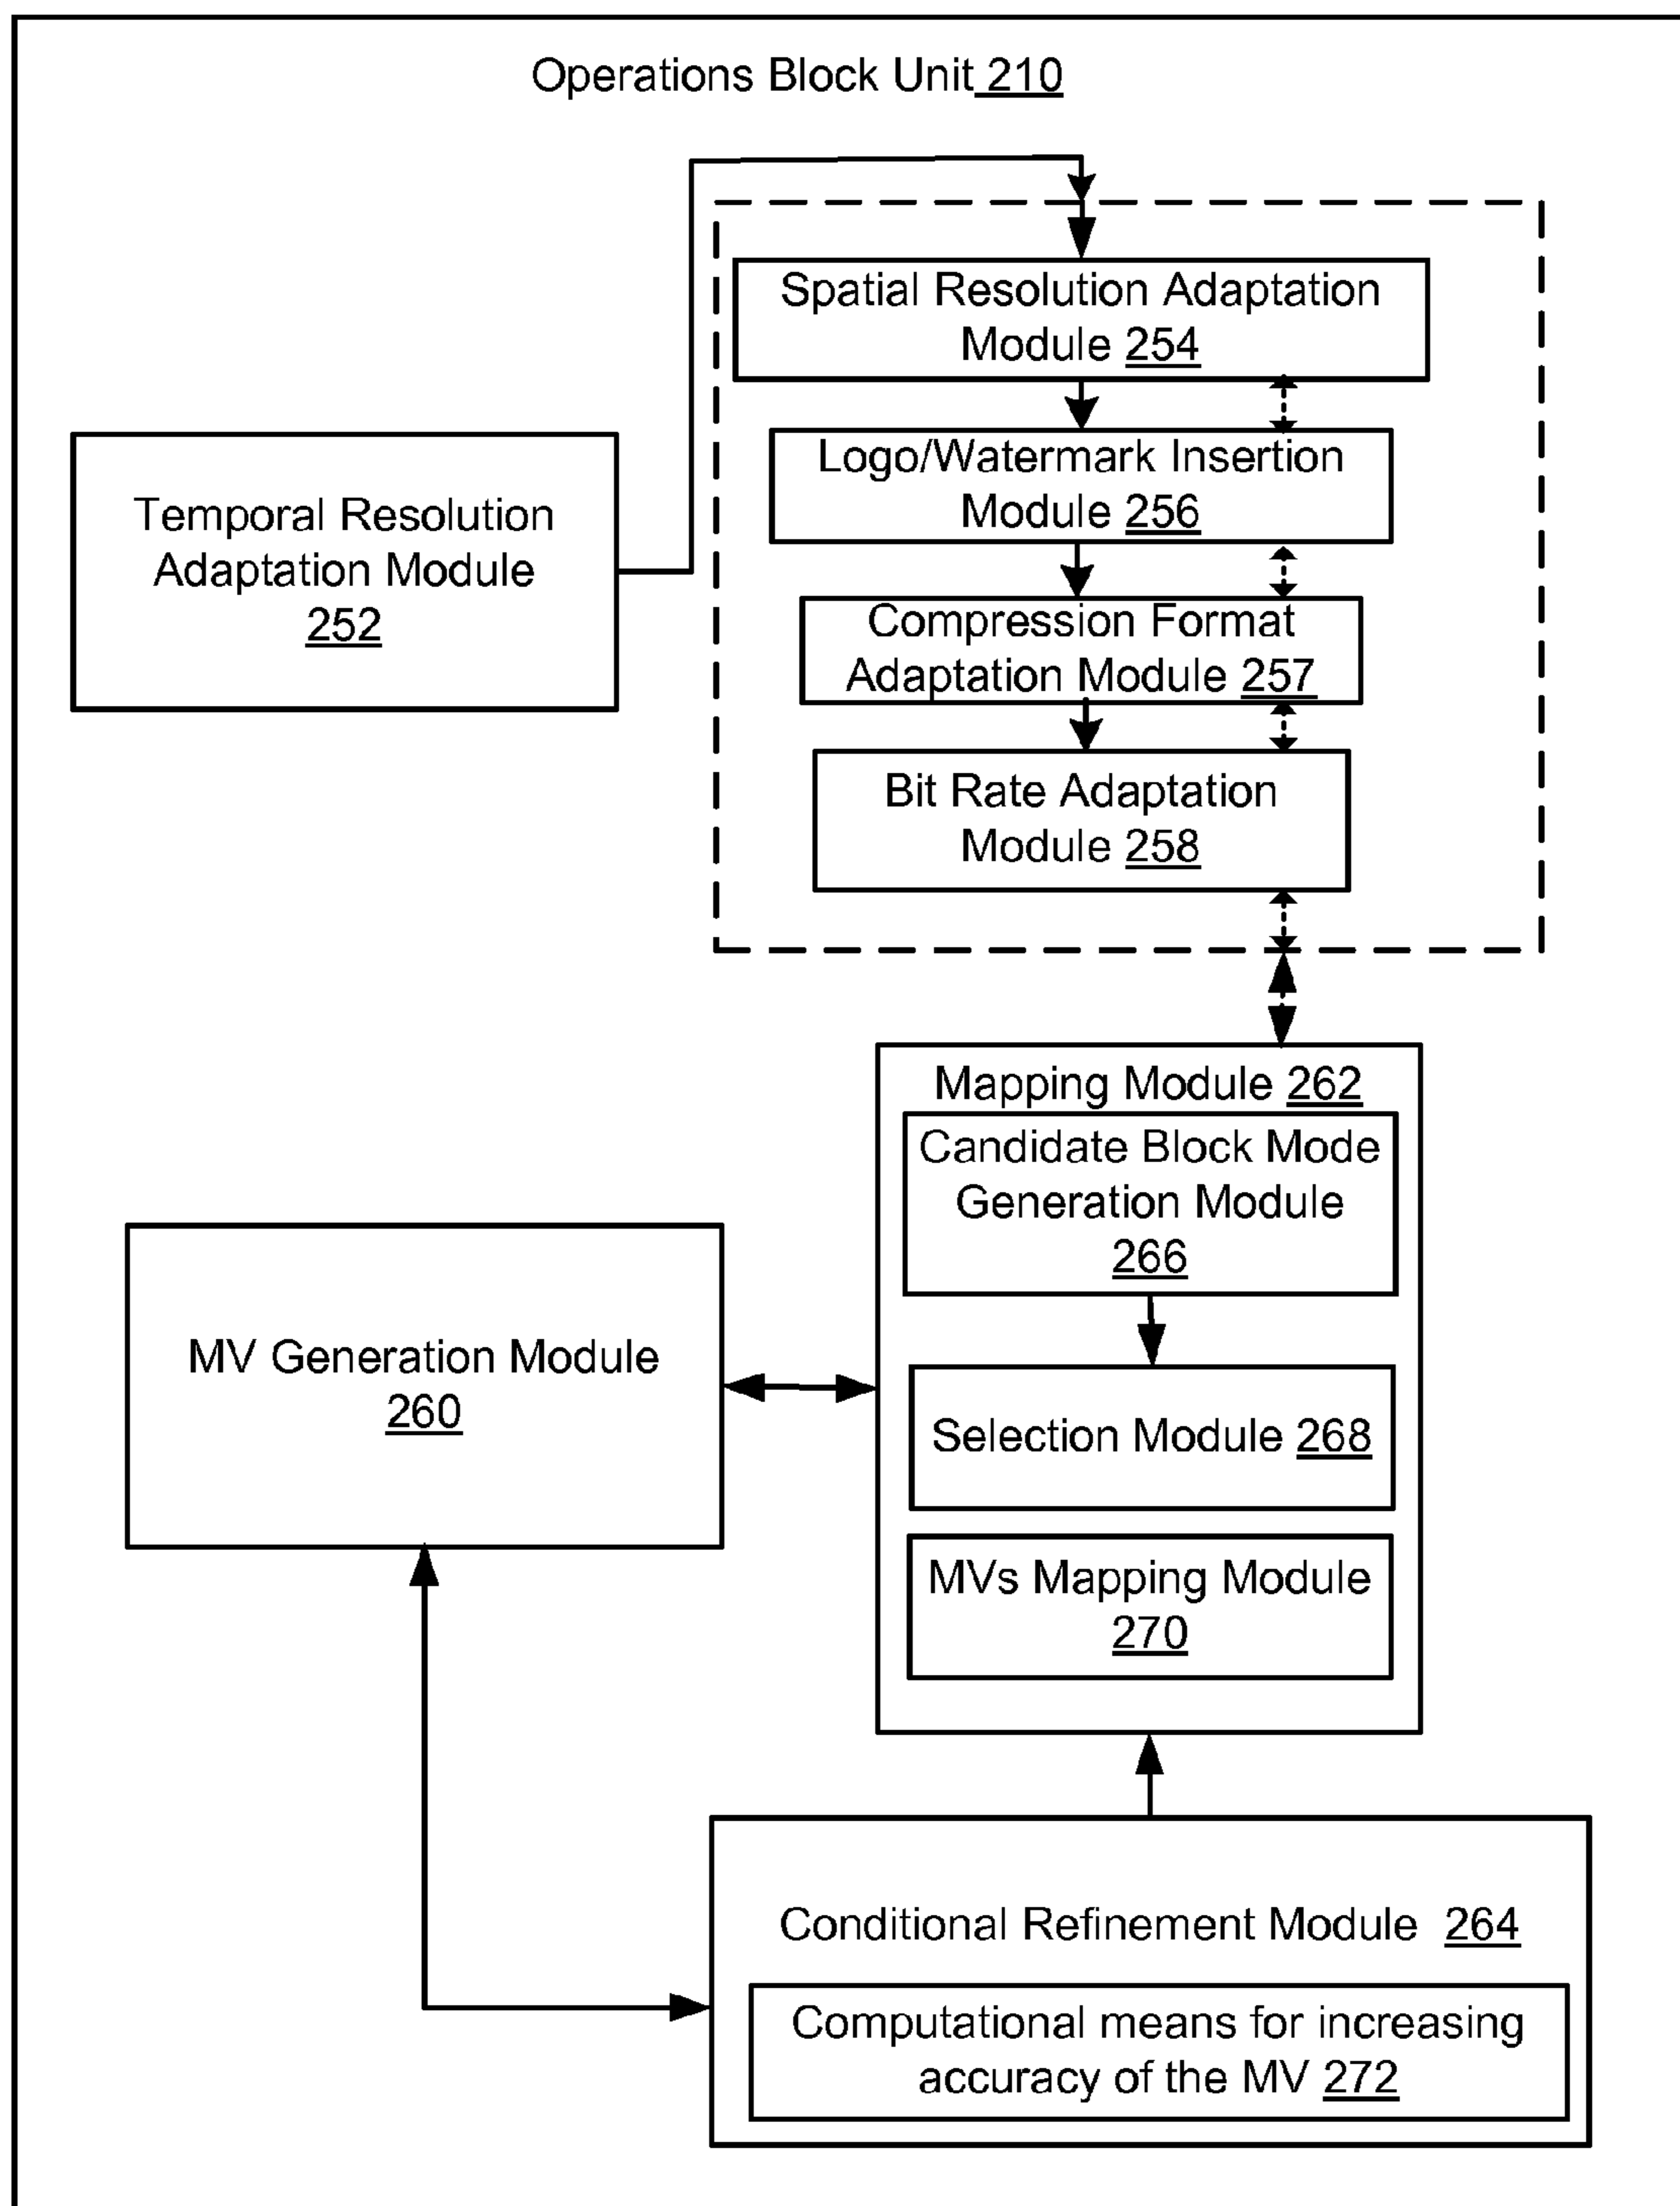 Operations Block Unit 210
Spatial Resolution Adaptation
Module 254
Logo/Watermark Insertion
Module 256
Temporal Resolution
Adaptation Module
252
Compression Format
Adaptation Module 257
Bit Rate Adaptation
Module 258
Mapping Module 262
Candidate Block Mode
Generation Module
266
MV Generation Module
260
Selection Module 268
MVs Mapping Module
270
Conditional Refinement Module 264
Computational means for increasing
accuracy of the MV 272